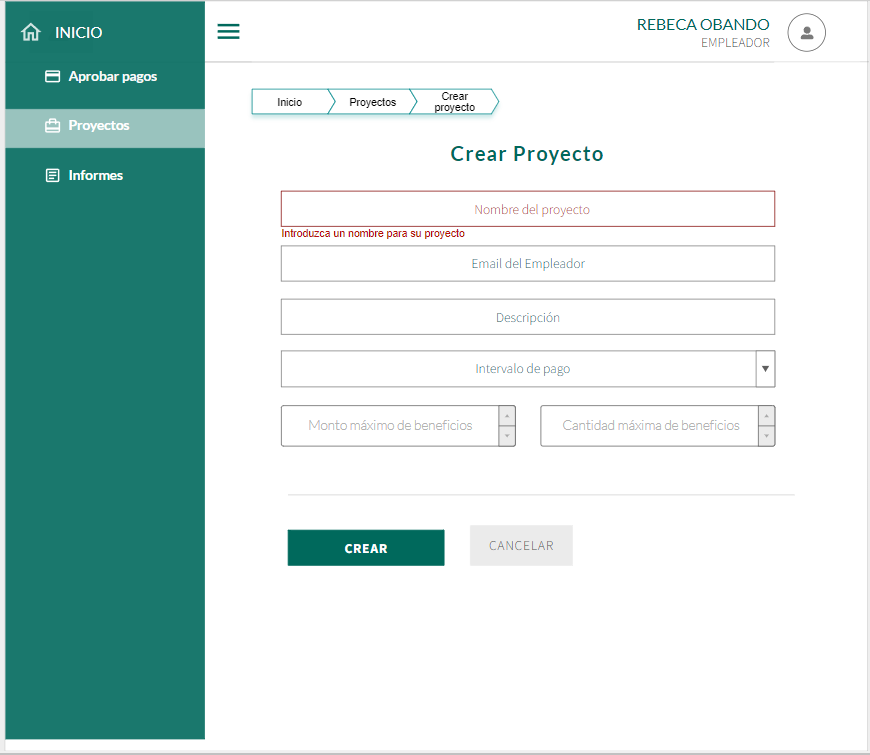 INICIO
Aprobar pagos
Proyectos
Informes
REBECA OBANDO
EMPLEADOR
Inicio
Proyectos
Crear
proyecto
Crear Proyecto
Nombre del proyecto
Introduzca un nombre para su proyecto
Email del Empleador
Descripción
Intervalo de pago
Monto máximo de beneficios
Cantidad máxima de beneficios
CREAR
CANCELAR